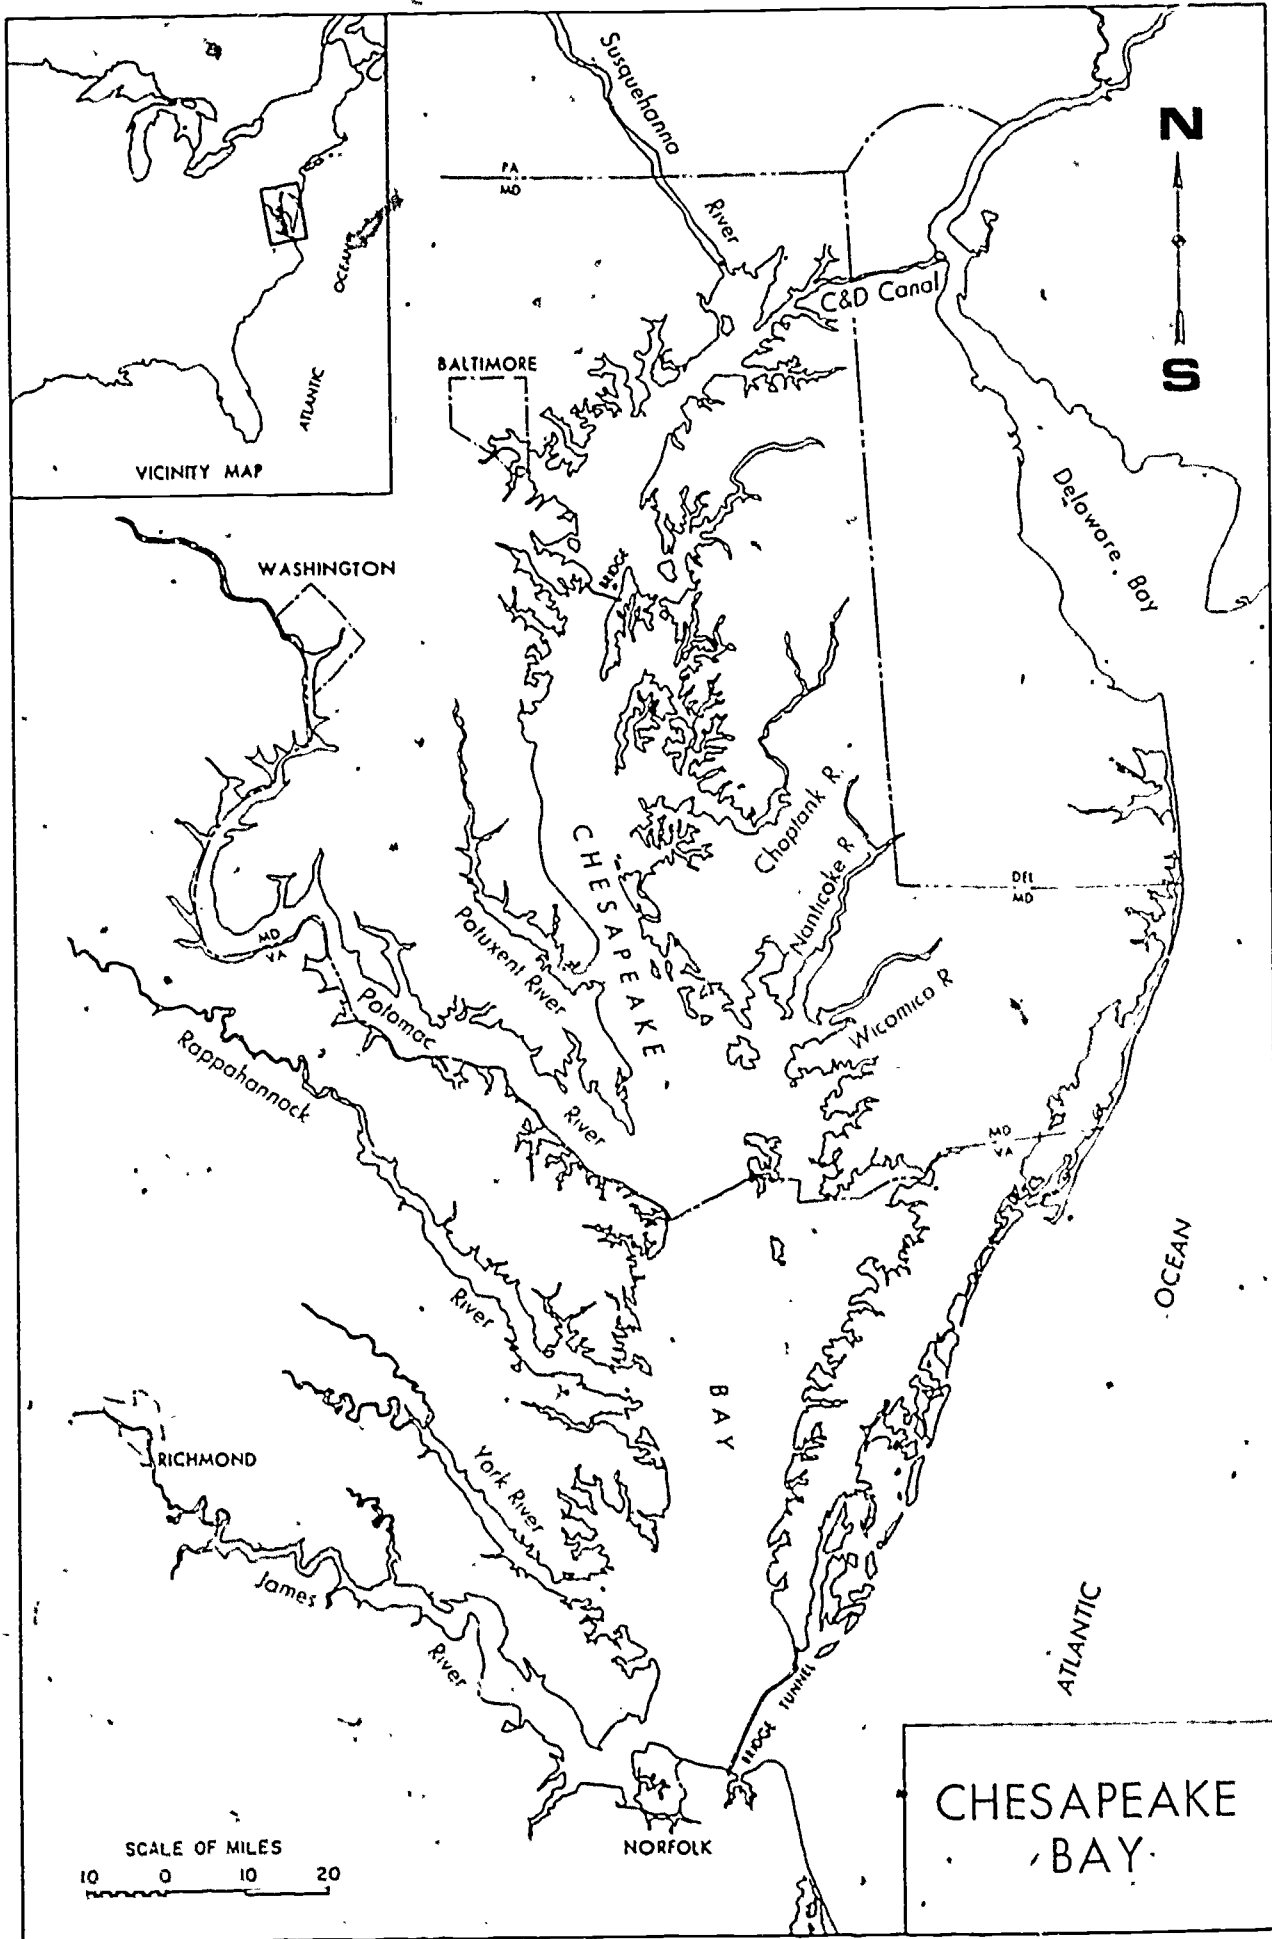 Susquehanna
River
PA
MD
N
S
C&D Canal
OCEAN
ATLANTIC
VICINITY MAP
BALTIMORE
WASHINGTON
BRIDGE
Delaware Bay
Choptank R.
Nanticoke R
DEL
MD
CHESAPEAKE
Patuxent River
MD
VA
Potomac
River
Wicomico R
Rappahannock
River
MD
VA
OCEAN
BAY
RICHMOND
York River
James
River
ATLANTIC
BRIDGE TUNNEL
NORFOLK
SCALE OF MILES
10 0 10 20
CHESAPEAKE
BAY